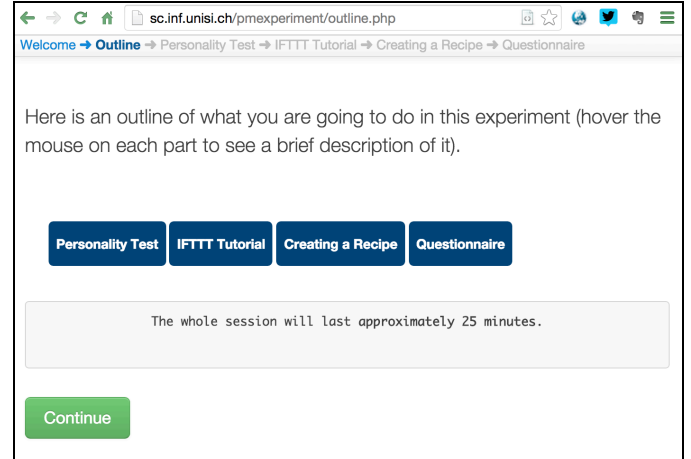 sc.inf.unisi.ch/pmexperiment/outline.php
Welcome ➔ Outline ➔ Personality Test ➔ IFTTT Tutorial ➔ Creating a Recipe ➔ Questionnaire
Here is an outline of what you are going to do in this experiment (hover the
mouse on each part to see a brief description of it).
Personality Test IFTTT Tutorial Creating a Recipe Questionnaire
The whole session will last approximately 25 minutes.
Continue